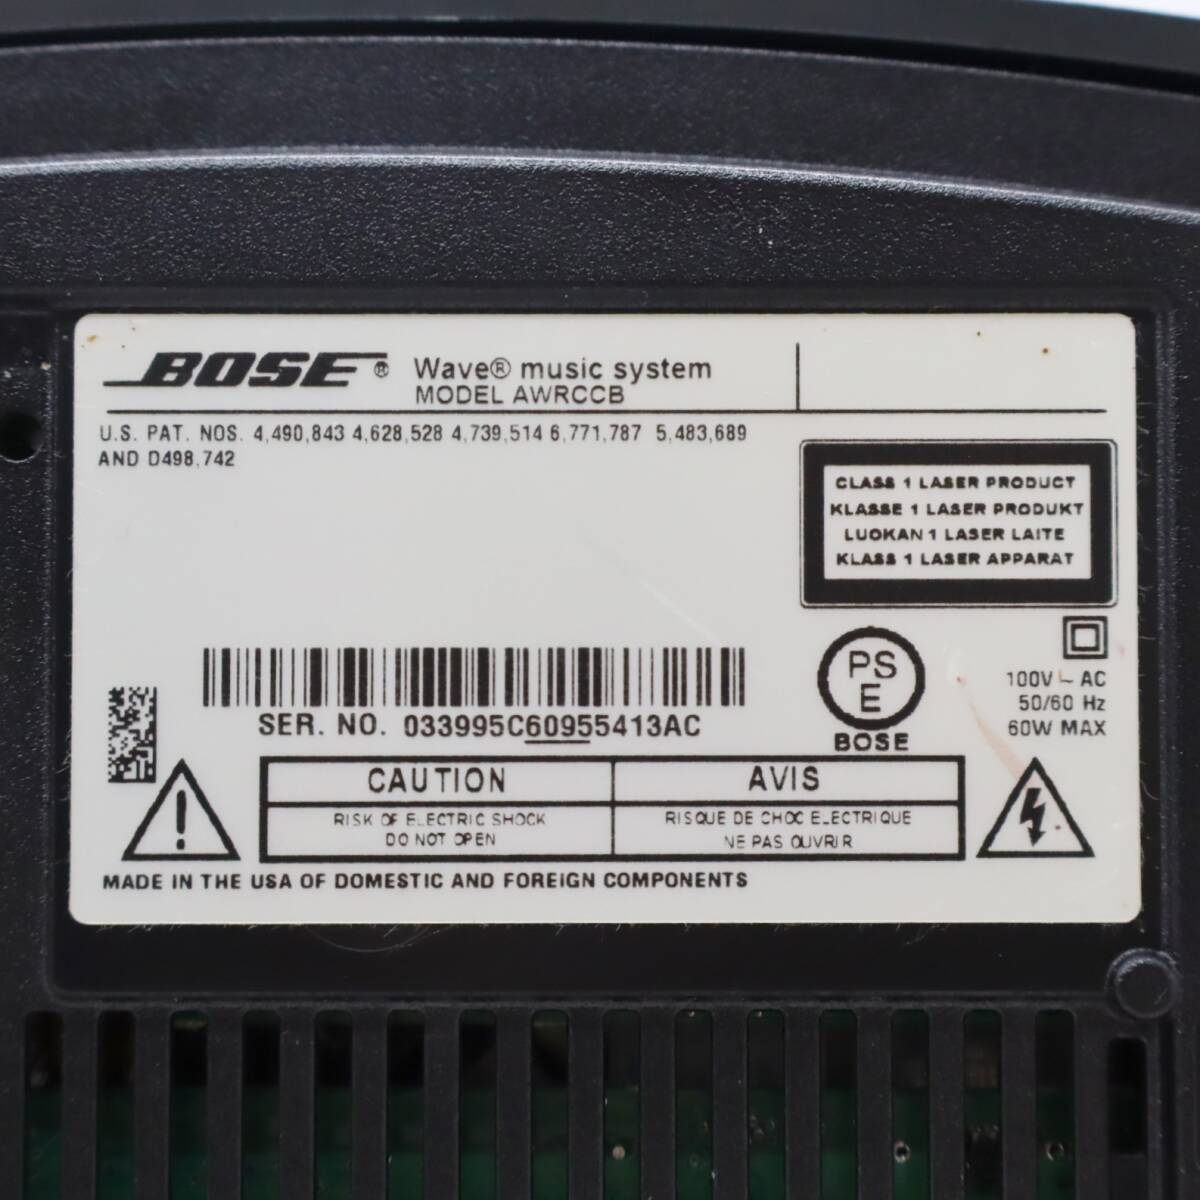 BOSE® Wave® music system
MODEL AWRCCB
U.S. PAT. NOS. 4,490,843 4,628,528 4,739,514 6,771,787 5,483,689
AND D498,742
CLASS 1 LASER PRODUCT
KLASSE 1 LASER PRODUKT
LUOKAN 1 LASER LAITE
KLASS 1 LASER APPARAT
PS
E
BOSE
100V ~ AC
50/60 Hz
60W MAX
SER. NO. 033995C60955413AC
CAUTION
RISK OF ELECTRIC SHOCK
DO NOT OPEN
AVIS
RISQUE DE CHOC ELECTRIQUE
NE PAS OUVRIR
MADE IN THE USA OF DOMESTIC AND FOREIGN COMPONENTS